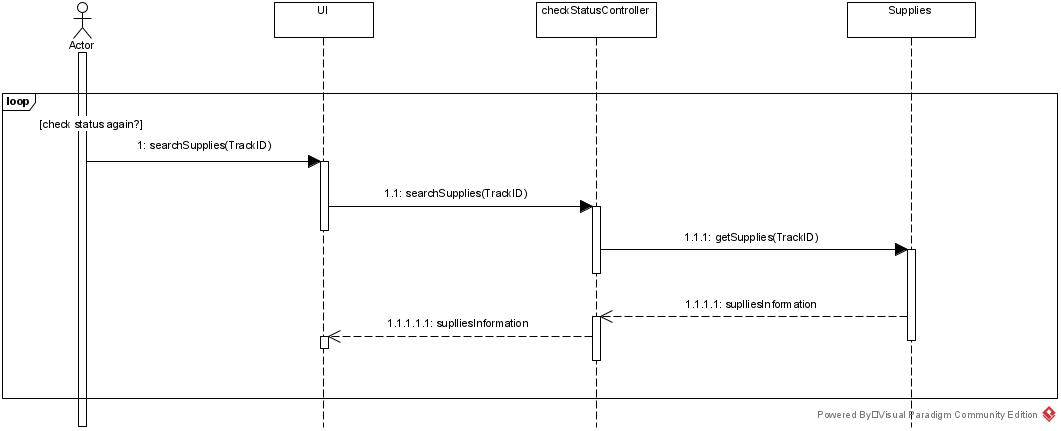 UI
checkStatusController
Supplies
Actor
loop
[check status again?]
1: searchSupplies(TrackID)
1.1: searchSupplies(TrackID)
1.1.1: getSupplies(TrackID)
1.1.1.1: suplliesInformation
1.1.1.1.1: suplliesInformation
Powered By□Visual Paradigm Community Edition